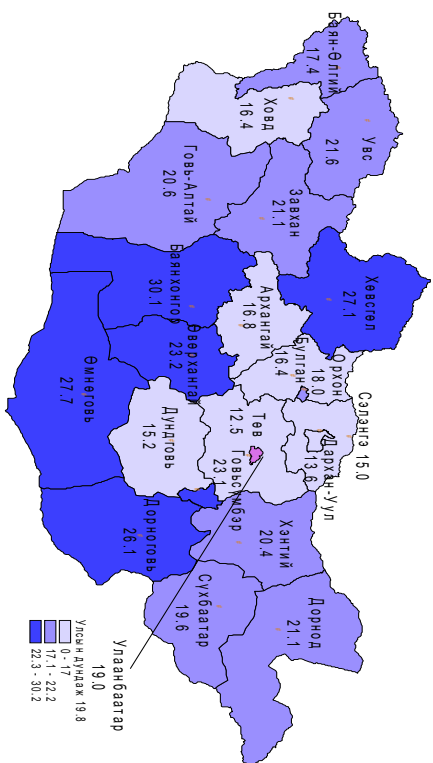 Баян-Өлгий
17.4
Увс
21.6
Ховд
16.4
Говь-Алтай
20.6
Завхан
21.1
Хөвсгөл
27.1
Баянхонгор
30.1
Архангай
16.8
Өвөрхангай
23.2
Булган
16.4
Орхон
18.0
Сэлэнгэ 15.0
Дархан-Уул
13.6
Төв
12.5
Говьсүмбэр
23.1
Дундговь
15.2
Өмнөговь
27.7
Дорноговь
26.1
Хэнтий
20.4
Сүхбаатар
19.6
Дорнод
21.1
Улаанбаатар
19.0
Улсын дундаж 19.8
0 - 17
17.1 - 22.2
22.3 - 30.2